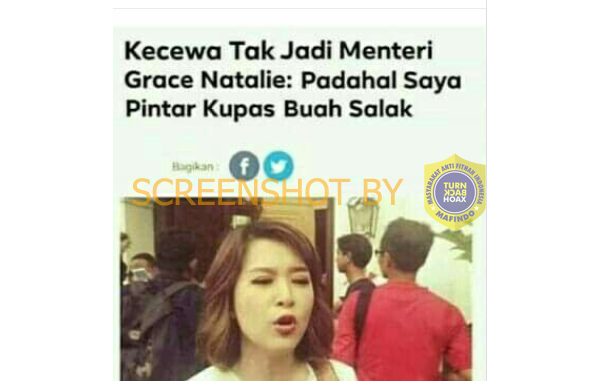 Kecewa Tak Jadi Menteri
Grace Natalie: Padahal Saya
Pintar Kupas Buah Salak
Bagikan :
SCREENSHOT BY
MASYARAKAT ANTI FITNAH INDONESIA
TURN
BACK
HOAX
MAFINDO